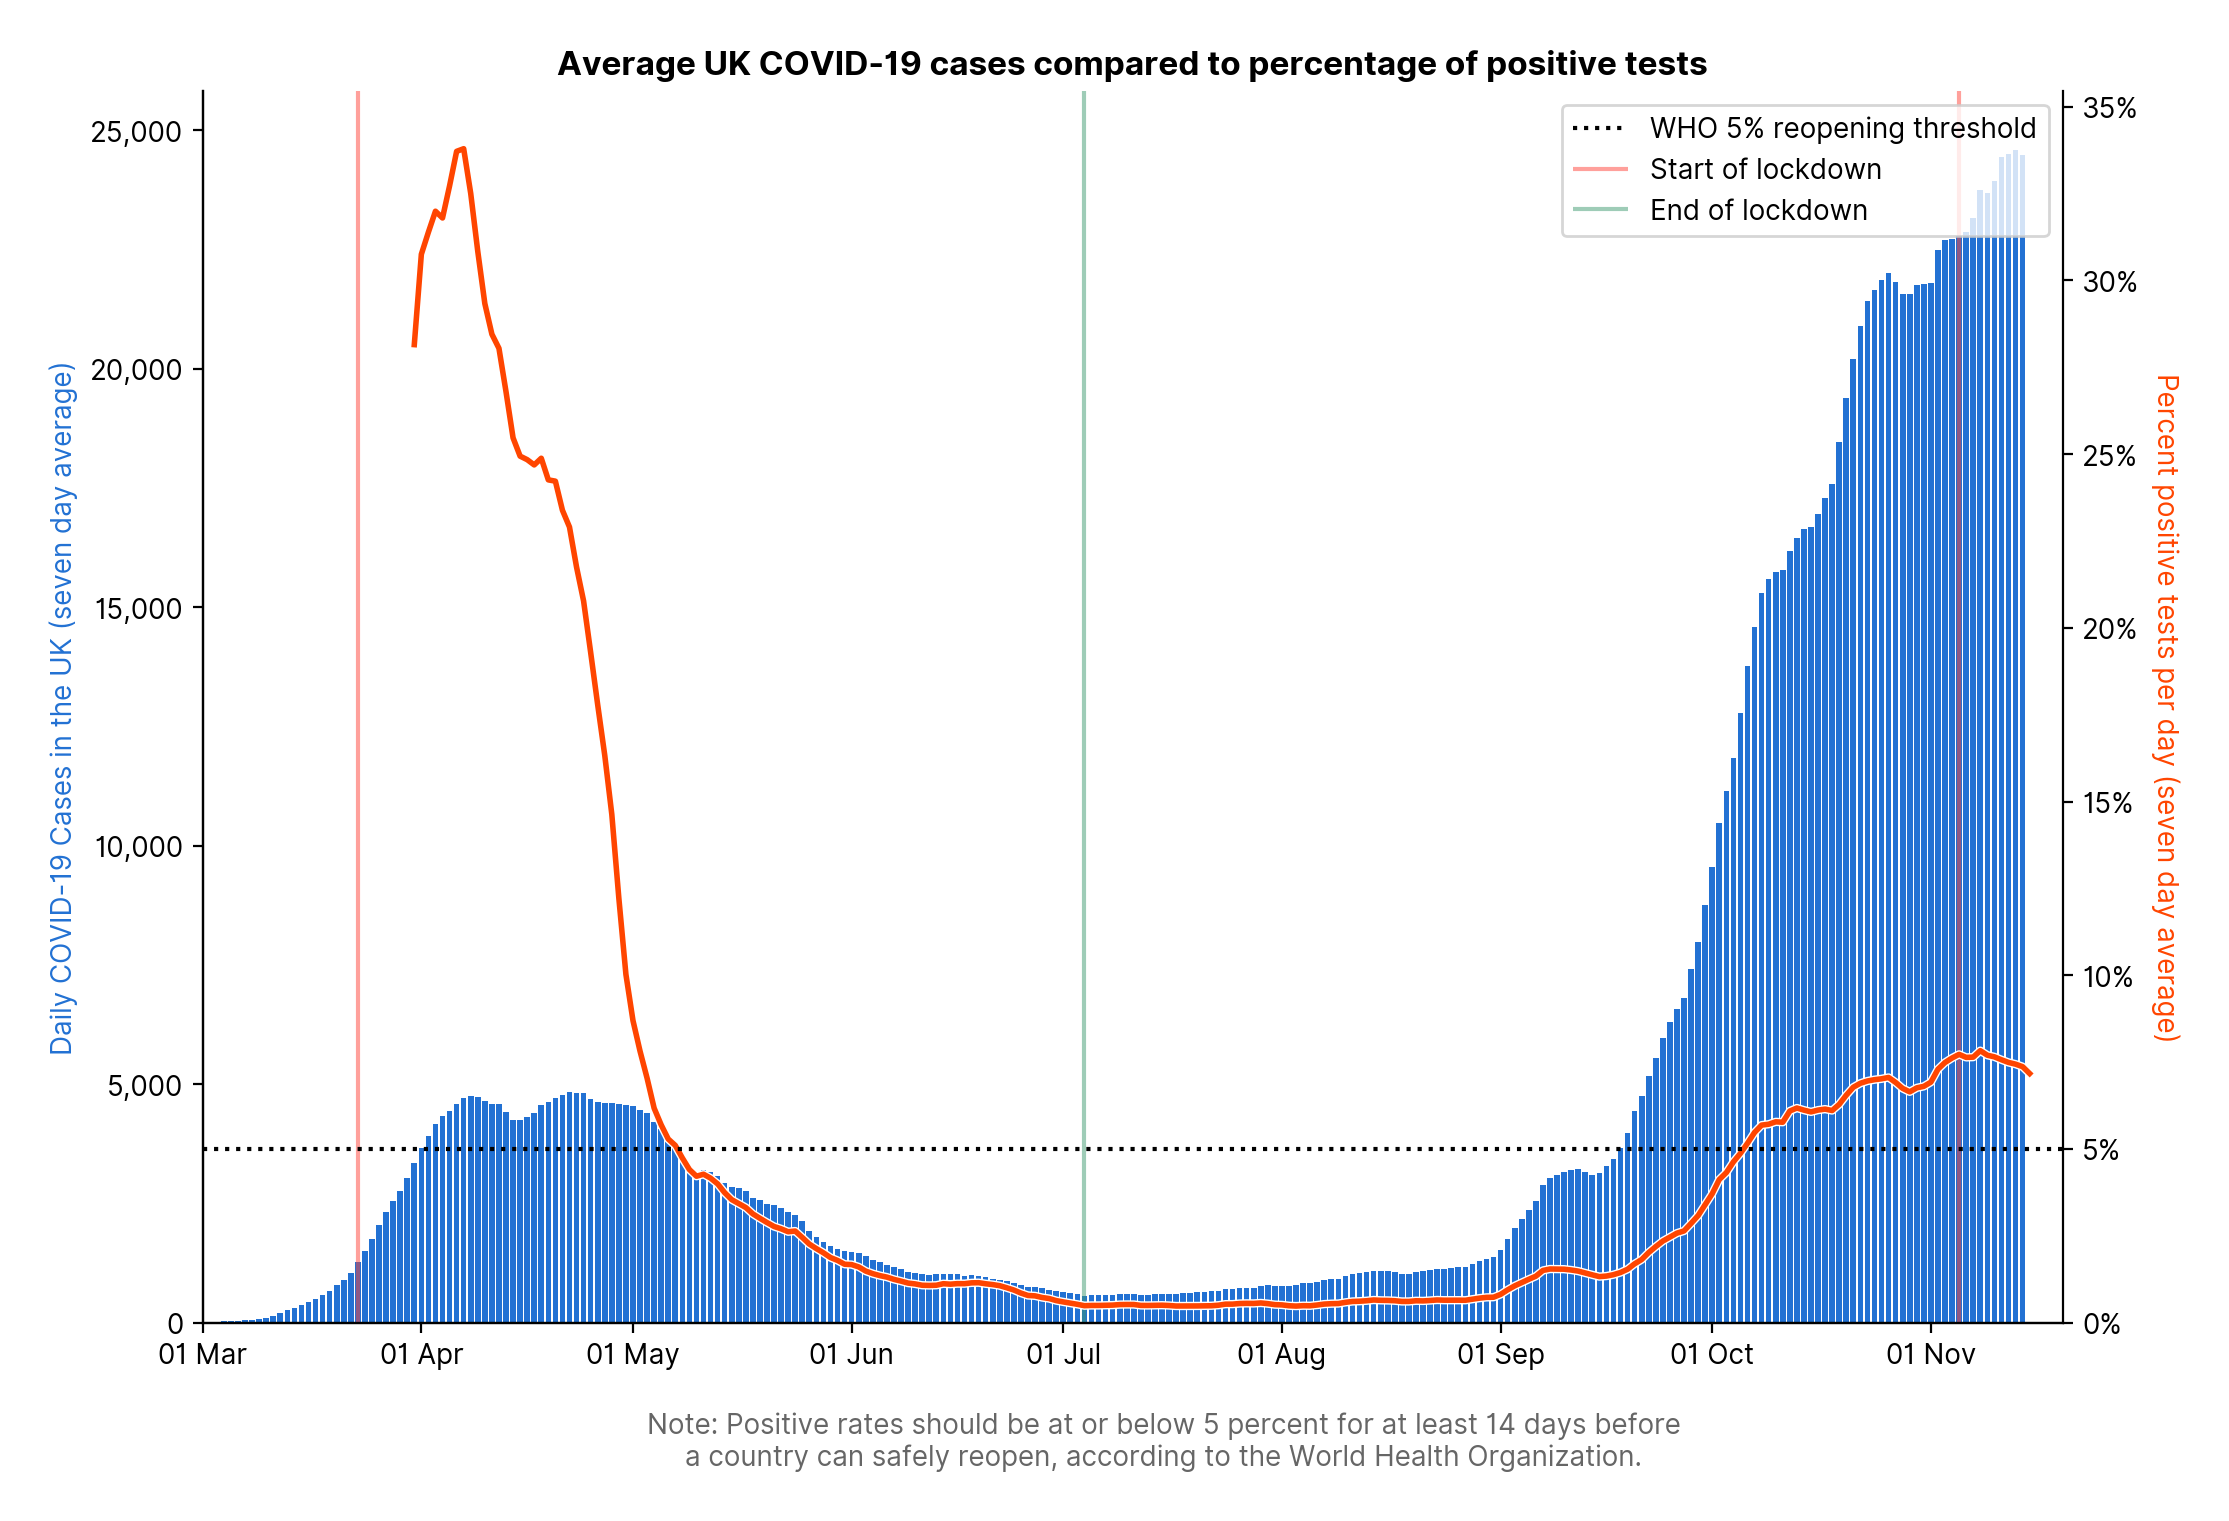 Average UK COVID-19 cases compared to percentage of positive tests
WHO 5% reopening threshold
Start of lockdown
End of lockdown
Daily COVID-19 Cases in the UK (seven day average)
25,000
20,000
15,000
10,000
5,000
0
35%
30%
25%
20%
15%
10%
5%
0%
Percent positive tests per day (seven day average)
01 Mar
01 Apr
01 May
01 Jun
01 Jul
01 Aug
01 Sep
01 Oct
01 Nov
Note: Positive rates should be at or below 5 percent for at least 14 days before
a country can safely reopen, according to the World Health Organization.